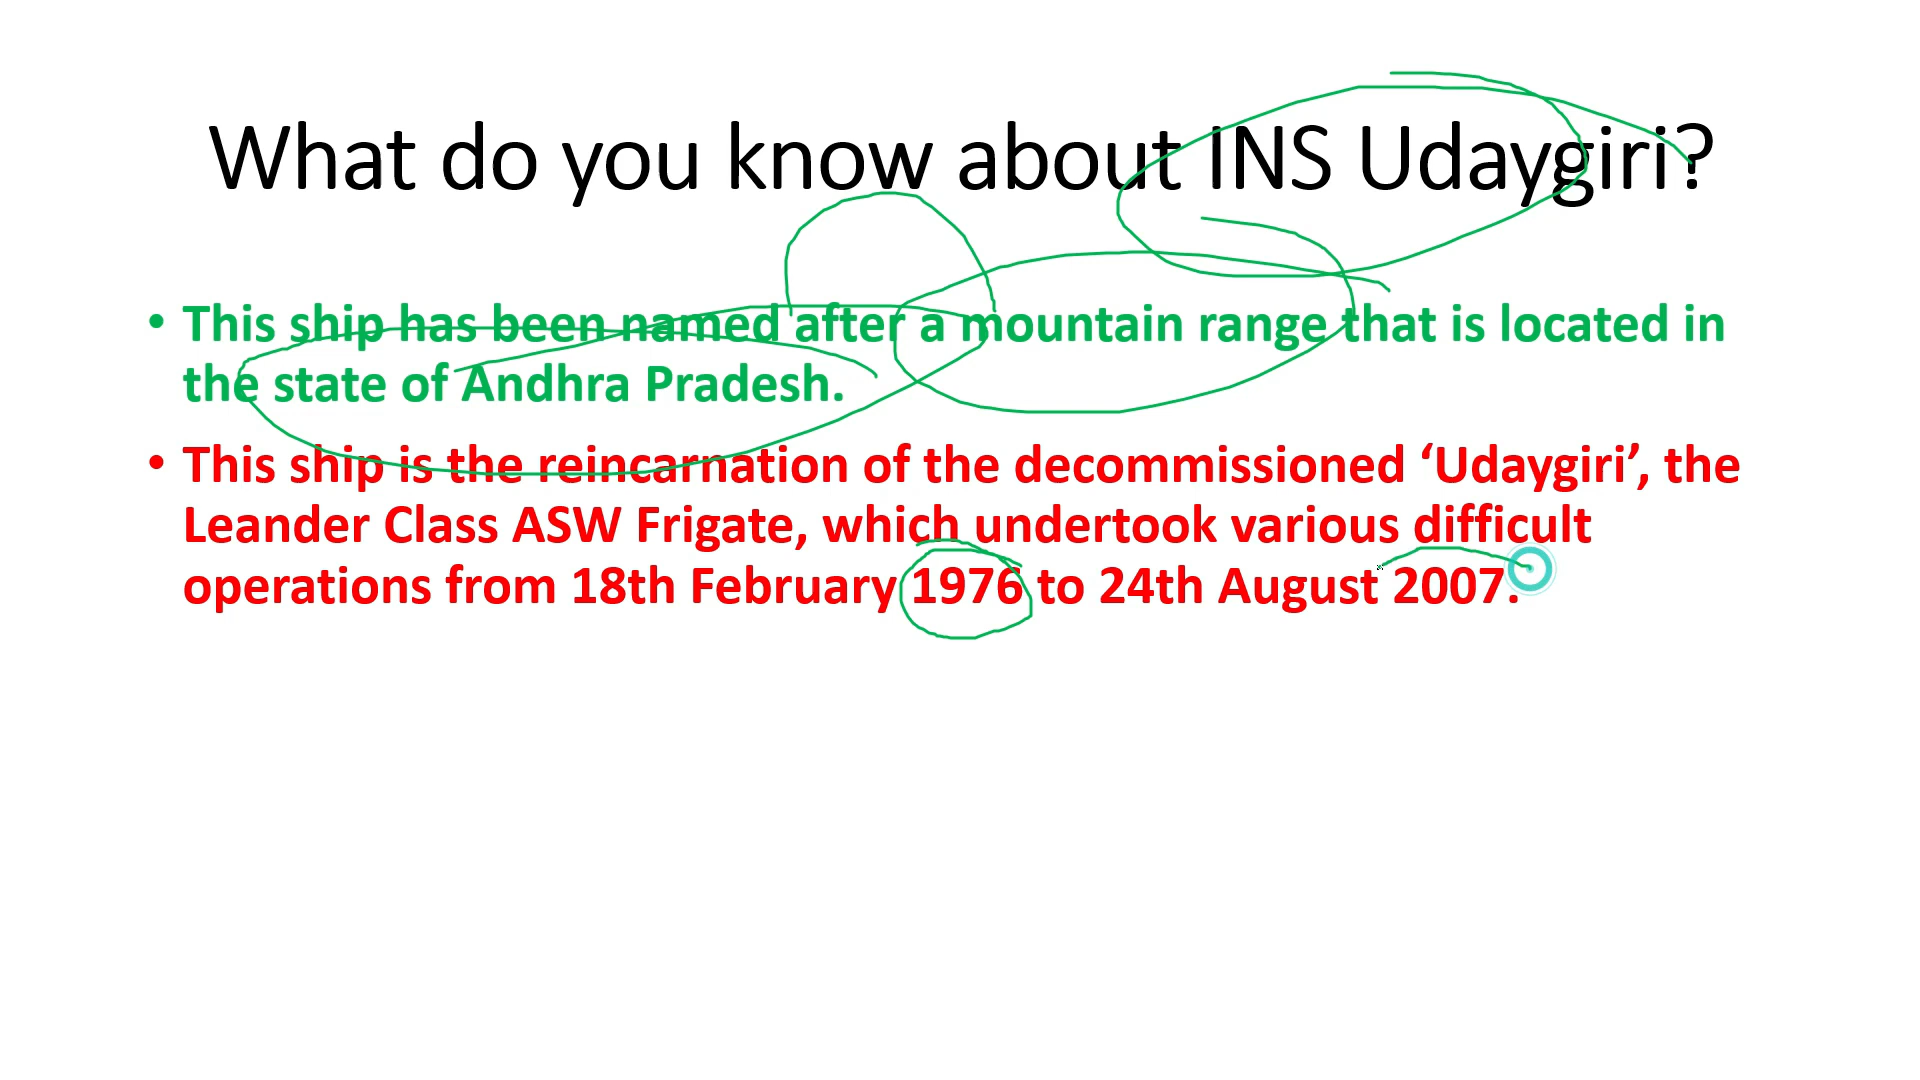 What do you know about INS Udaygiri?
• This ship has been named after a mountain range that is located in
the state of Andhra Pradesh.
• This ship is the reincarnation of the decommissioned ‘Udaygiri’, the
Leander Class ASW Frigate, which undertook various difficult
operations from 18th February 1976 to 24th August 2007.